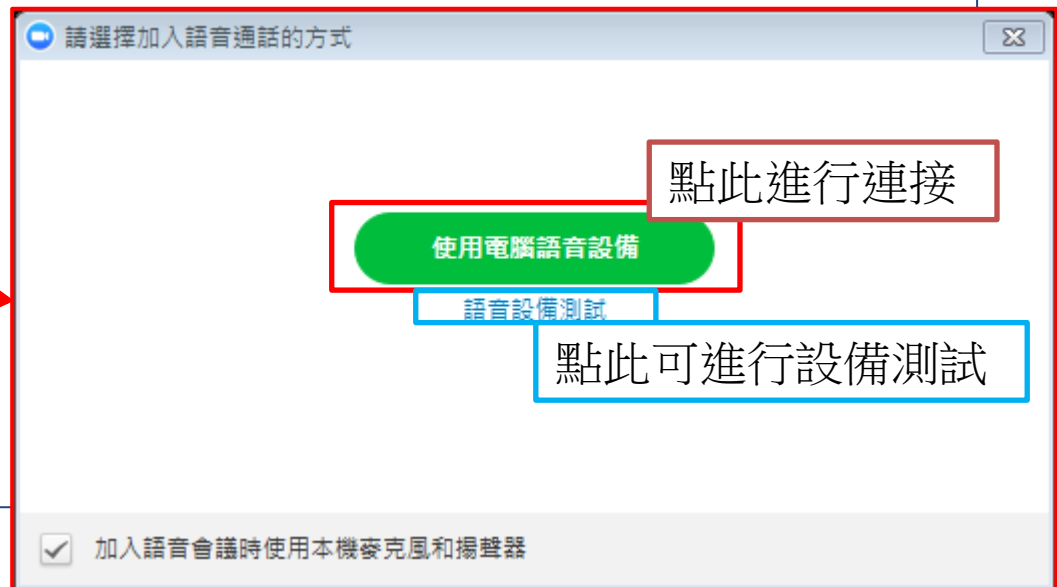 請選擇加入語音通話的方式
點此進行連接
使用電腦語音設備
語音設備測試
點此可進行設備測試
加入語音會議時使用本機麥克風和揚聲器